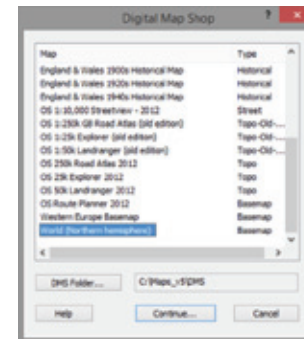 Digital Map Shop ?
Map Type
England & Wales 1900s Historical Map Historical
England & Wales 1920s Historical Map Historical
England & Wales 1940s Historical Map Historical
OS 1:10,000 Streetview - 2012 Street
OS 1:250k GB Road Atlas (old edition) Topo-Old-...
OS 1:25k Explorer (old edition) Topo-Old-...
OS 1:50k Landranger (old edition) Topo-Old-...
OS 250k Road Atlas 2012 Topo
OS 25k Explorer 2012 Topo
OS 50k Landranger 2012 Topo
OS Route Planner 2012 Basemap
Western Europe Basemap Basemap
World (Northern hemisphere) Basemap
DMS Folder... C:\Maps_v5\DMS
Help Continue... Cancel